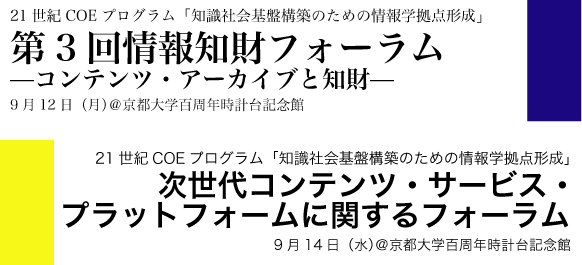 21 世紀 COE プログラム「知識社会基盤構築のための情報学拠点形成」
第3回情報知財フォーラム
―コンテンツ・アーカイブと知財―
9月12日（月）@京都大学百周年時計台記念館
21 世紀 COE プログラム「知識社会基盤構築のための情報学拠点形成」
次世代コンテンツ・サービス・
プラットフォームに関するフォーラム
9月14日（水)@京都大学百周年時計台記念館